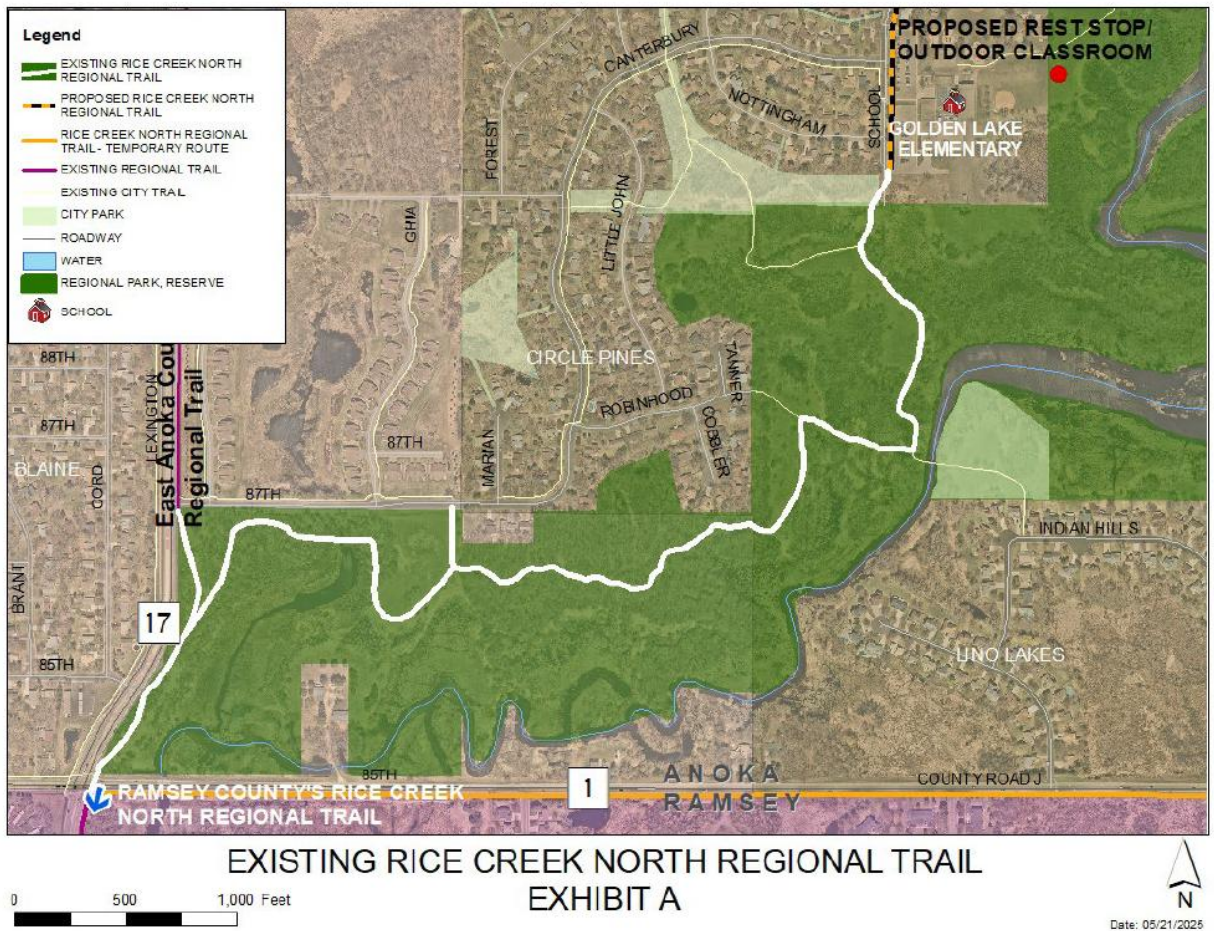 Legend
EXISTING RICE CREEK NORTH
REGIONAL TRAIL
PROPOSED RICE CREEK NORTH
REGIONAL TRAIL
RICE CREEK NORTH REGIONAL
TRAIL- TEMPORARY ROUTE
EXISTING REGIONAL TRAIL
EXISTING CITY TRAIL
CITY PARK
ROADWAY
WATER
REGIONAL PARK, RESERVE
SCHOOL
PROPOSED REST STOP/
OUTDOOR CLASSROOM
CANTERBURY
NOTTINGHAM
SCHOOL
GOLDEN LAKE
ELEMENTARY
FOREST
LITTLE JOHN
GHIA
88TH
LEXINGTON
East Anoka Cou
Regional Trail
CIRCLE PINES
TANNER
ROBINHOOD
COBBLER
87TH
87TH
MARIAN
BLAINE
CORD
87TH
INDIAN HILLS
BRANT
17
85TH
LINO LAKES
85TH
1
ANOKA
RAMSEY
COUNTY ROAD J
RAMSEY COUNTY'S RICE CREEK
NORTH REGIONAL TRAIL
EXISTING RICE CREEK NORTH REGIONAL TRAIL
EXHIBIT A
0 500 1,000 Feet
N
Date: 05/21/2025